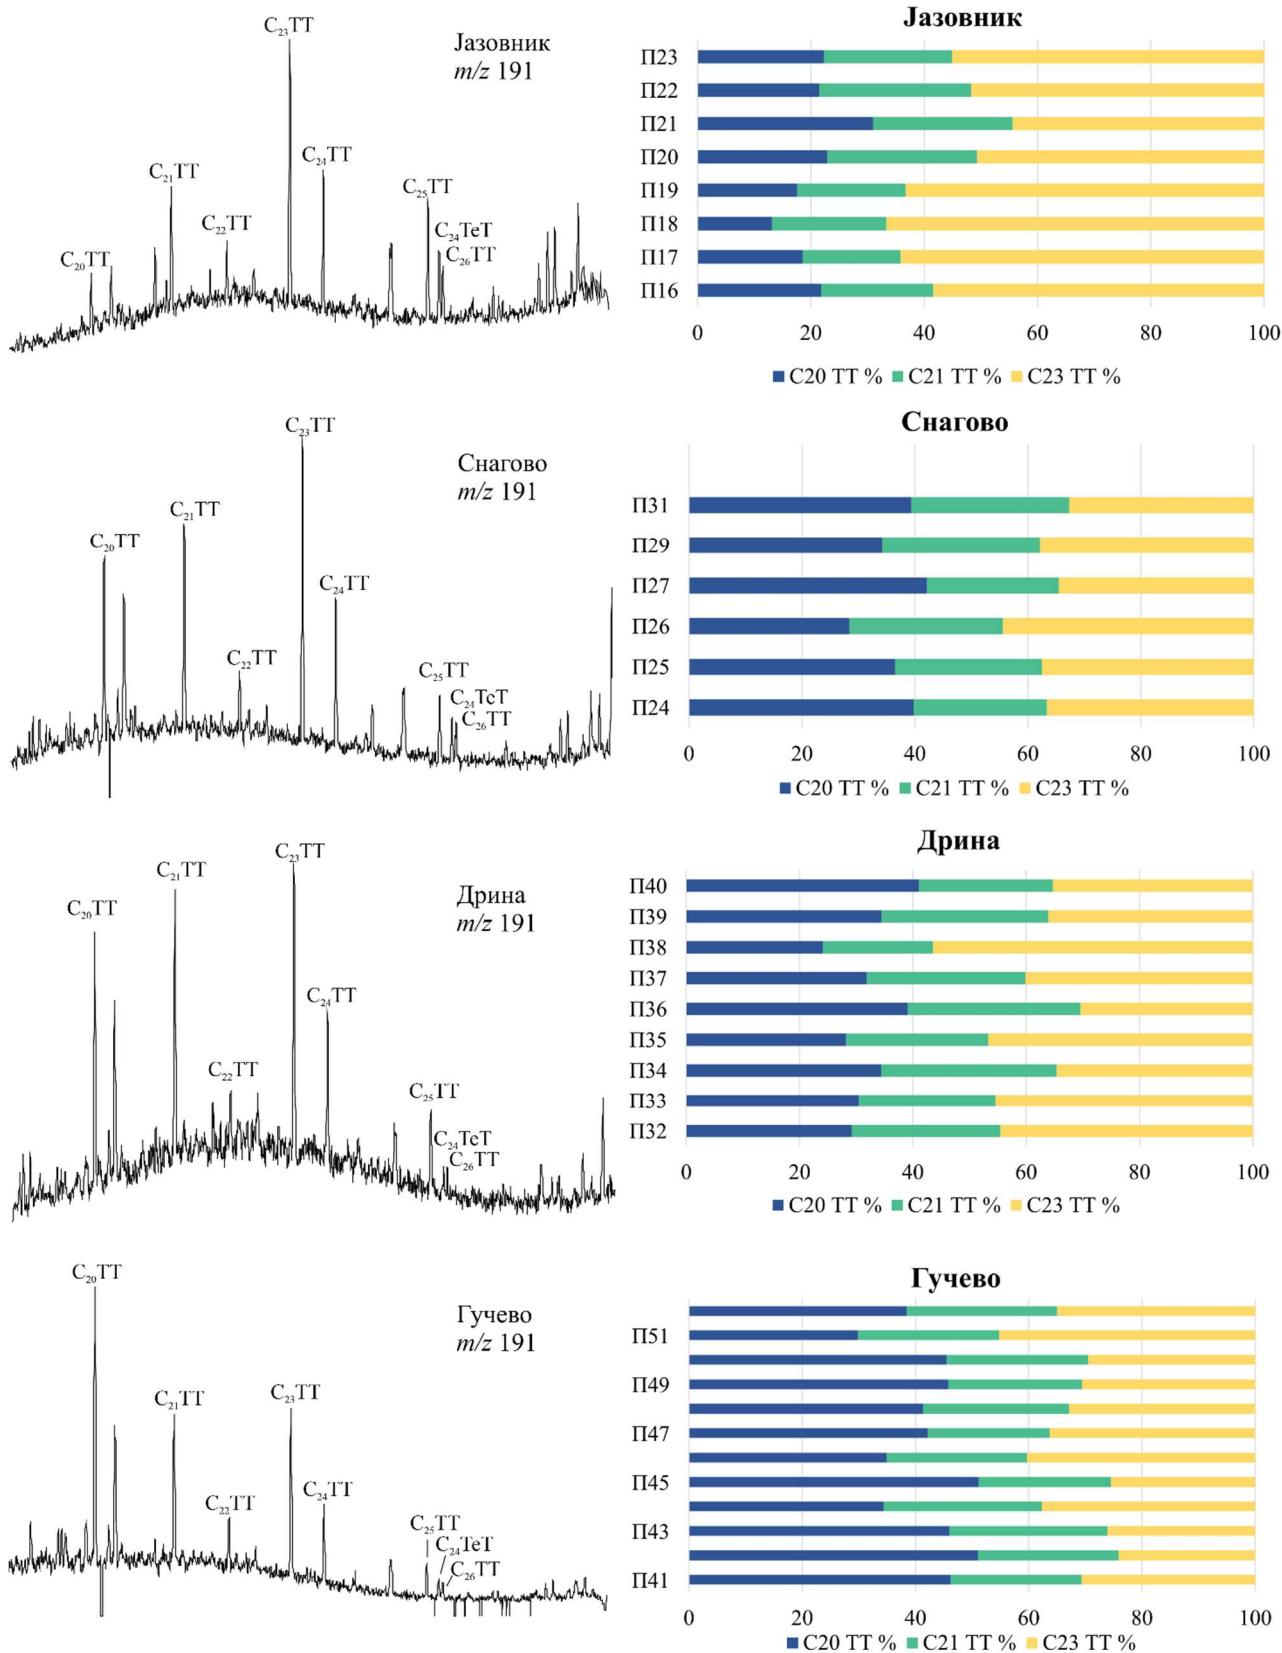 Јазовник
m/z 191
C₂₃TT
C₂₁TT
C₂₄TT
C₂₅TT
C₂₂TT
C₂₄TeT
C₂₆TT
C₂₀TT
Јазовник
П23
П22
П21
П20
П19
П18
П17
П16
0 20 40 60 80 100
C20 TT % C21 TT % C23 TT %
Снагово
m/z 191
C₂₃TT
C₂₁TT
C₂₀TT
C₂₄TT
C₂₂TT
C₂₅TT
C₂₄TeT
C₂₆TT
Снагово
П31
П29
П27
П26
П25
П24
0 20 40 60 80 100
C20 TT % C21 TT % C23 TT %
Дрина
m/z 191
C₂₃TT
C₂₁TT
C₂₀TT
C₂₄TT
C₂₂TT
C₂₅TT
C₂₄TeT
C₂₆TT
Дрина
П40
П39
П38
П37
П36
П35
П34
П33
П32
0 20 40 60 80 100
C20 TT % C21 TT % C23 TT %
Гучево
m/z 191
C₂₀TT
C₂₁TT
C₂₃TT
C₂₂TT
C₂₄TT
C₂₅TT
C₂₄TeT
C₂₆TT
Гучево
П51
П49
П47
П45
П43
П41
0 20 40 60 80 100
C20 TT % C21 TT % C23 TT %